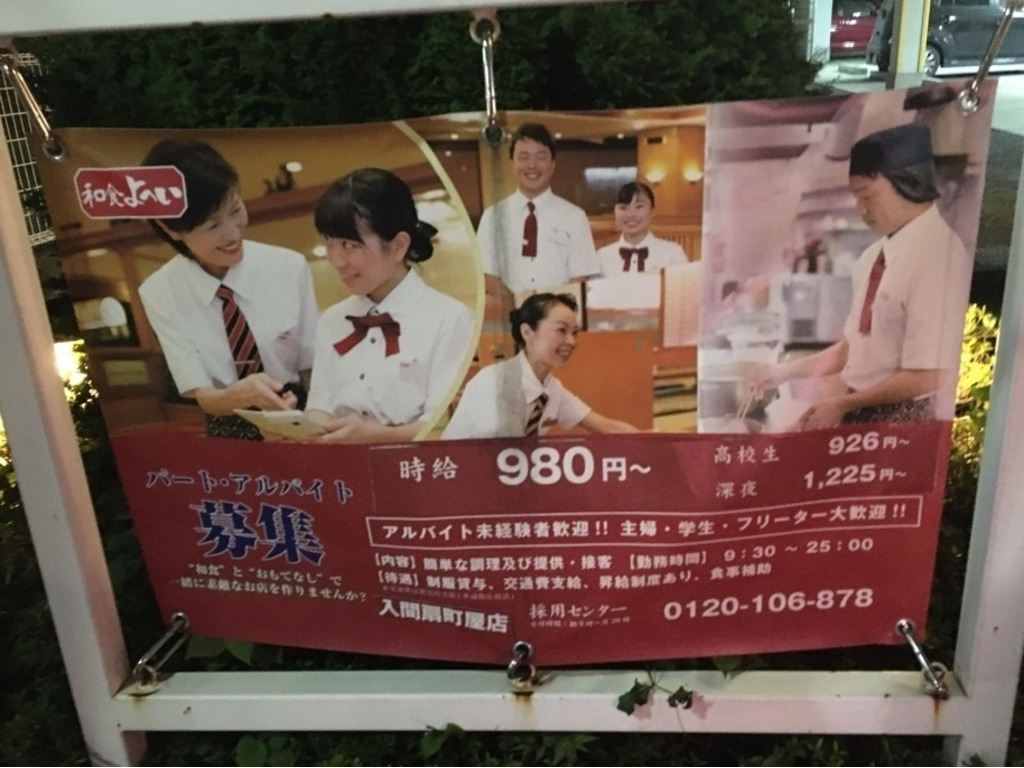 和食よへい
時給 980円～
高校生 926円～
深夜 1,225円～
パート・アルバイト
募集
"和食"と"おもてなし"で
一緒に素敵なお店を作りませんか?
アルバイト未経験者歓迎!! 主婦・学生・フリーター大歓迎!!
【内容】簡単な調理及び提供・接客 【勤務時間】 9:30 ～ 25:00
【待遇】制服貸与、交通費支給、昇給制度あり、食事補助
入間扇町屋店
採用センター 0120-106-878